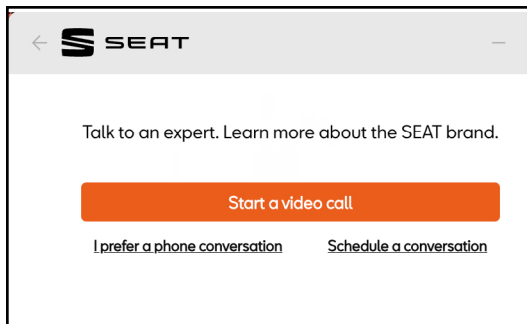 SEAT
Talk to an expert. Learn more about the SEAT brand.
Start a video call
I prefer a phone conversation Schedule a conversation